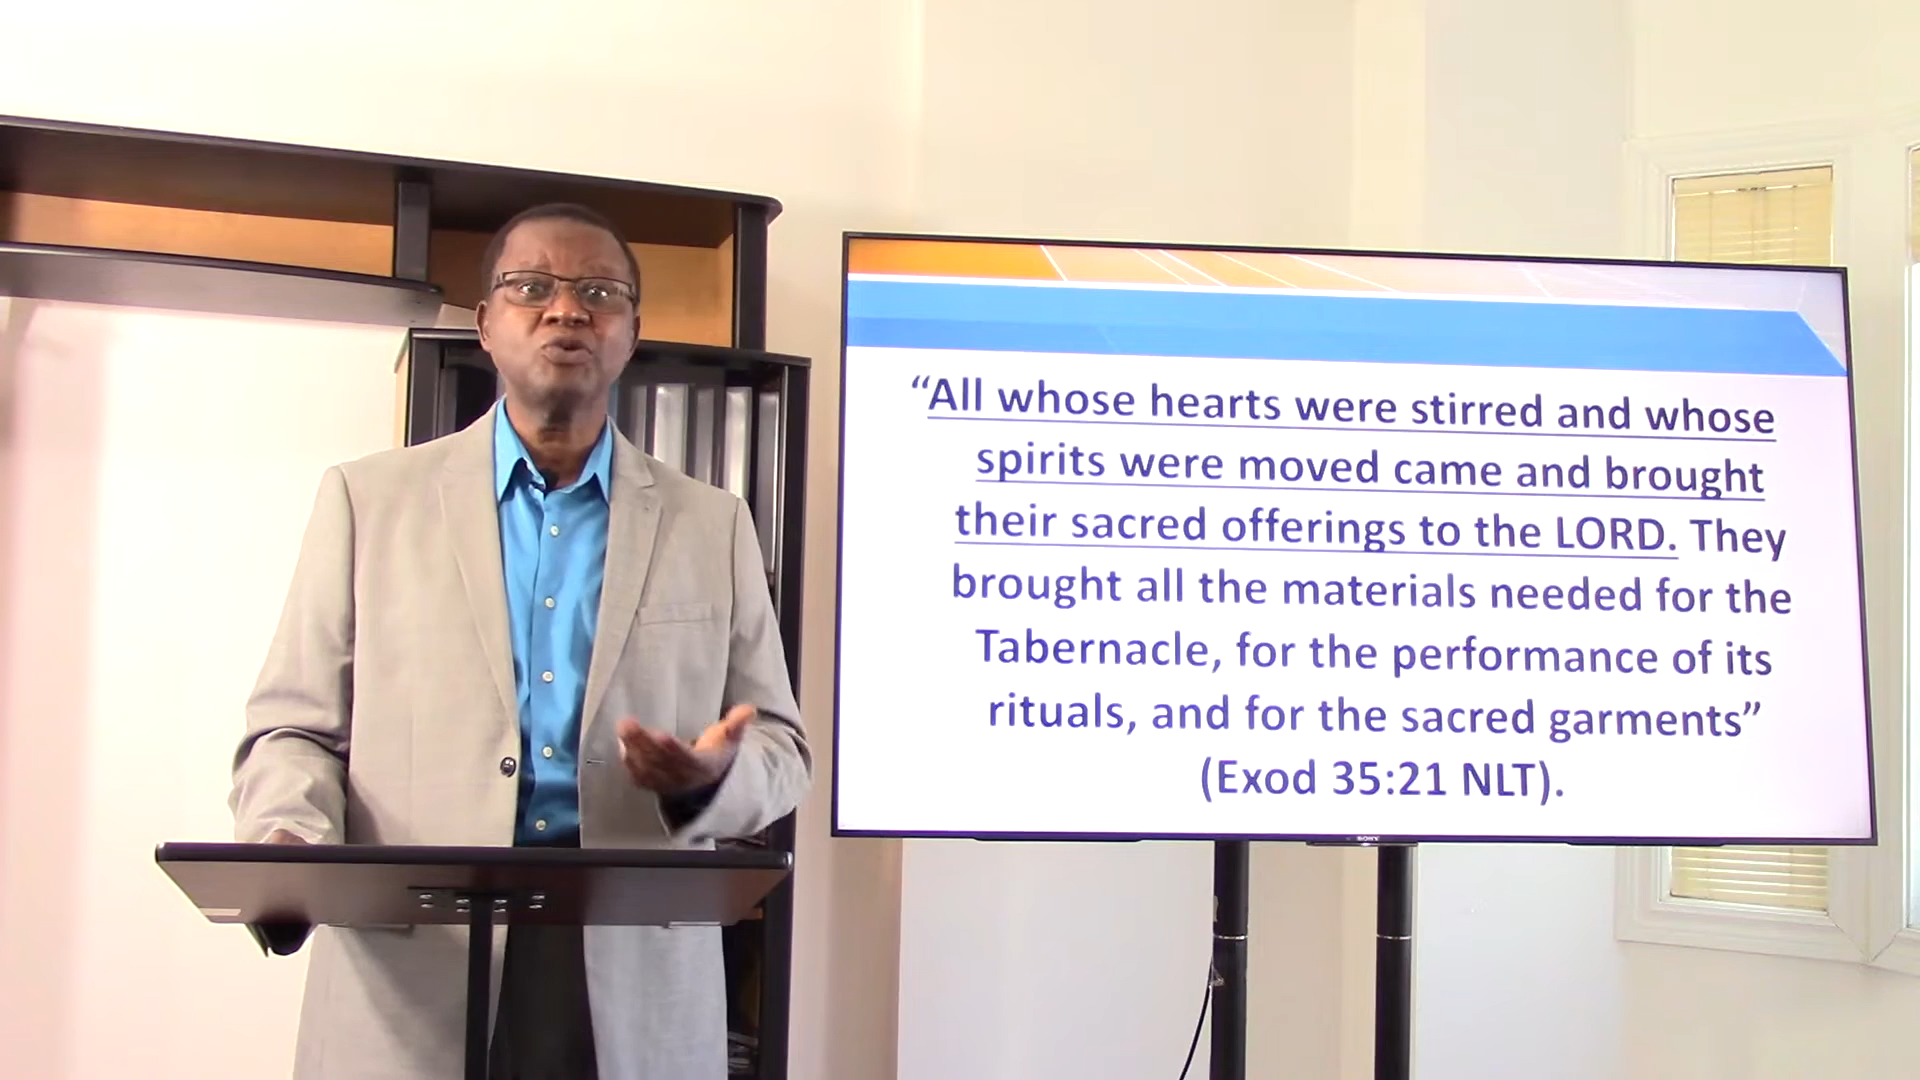 “All whose hearts were stirred and whose
spirits were moved came and brought
their sacred offerings to the LORD. They
brought all the materials needed for the
Tabernacle, for the performance of its
rituals, and for the sacred garments”
(Exod 35:21 NLT).
SONY